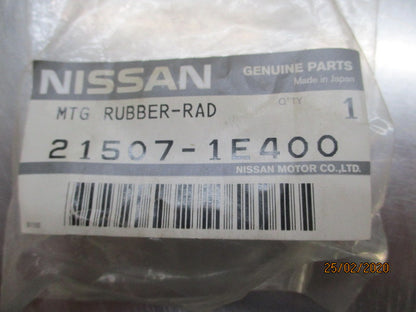 NISSAN
GENUINE PARTS
Made in Japan
MTG RUBBER-RAD
Q'TY
1
21507-1E400
NISSAN MOTOR CO.,LTD.
25/02/2020